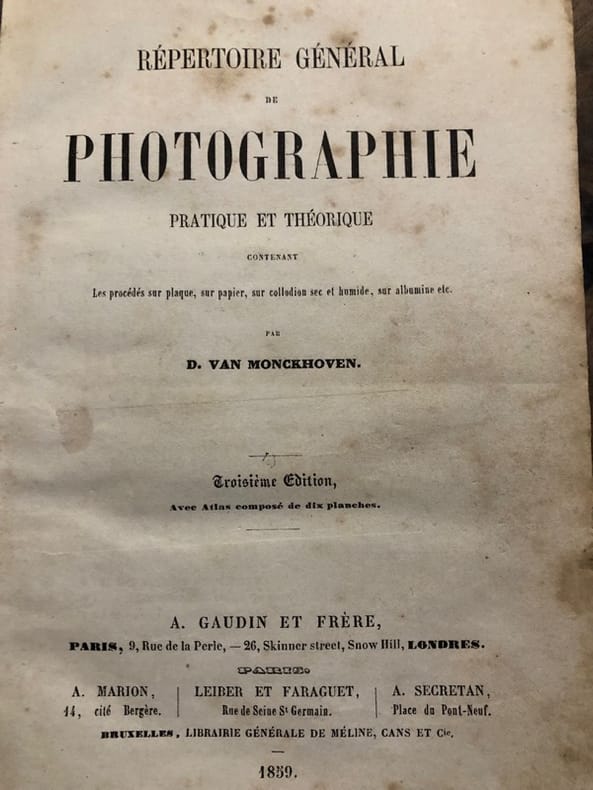 RÉPERTOIRE GÉNÉRAL
DE
PHOTOGRAPHIE
PRATIQUE ET THÉORIQUE
CONTENANT
Les procédés sur plaque, sur papier, sur collodion sec et humide, sur albumine etc.
PAR
D. VAN MONCKHOVEN.
Troisième Edition,
Avec Atlas composé de dix planches.
A. GAUDIN ET FRÈRE,
PARIS, 9, Rue de la Perle, — 26, Skinner street, Snow Hill, LONDRES.
PARIS.
A. MARION, LEIBER ET FARAGUET, A. SECRETAN,
14, cité Bergère. Rue de Seine St Germain. Place du Pont-Neuf.
BRUXELLES, LIBRAIRIE GÉNÉRALE DE MÉLINE, CANS ET Cie.
1859.